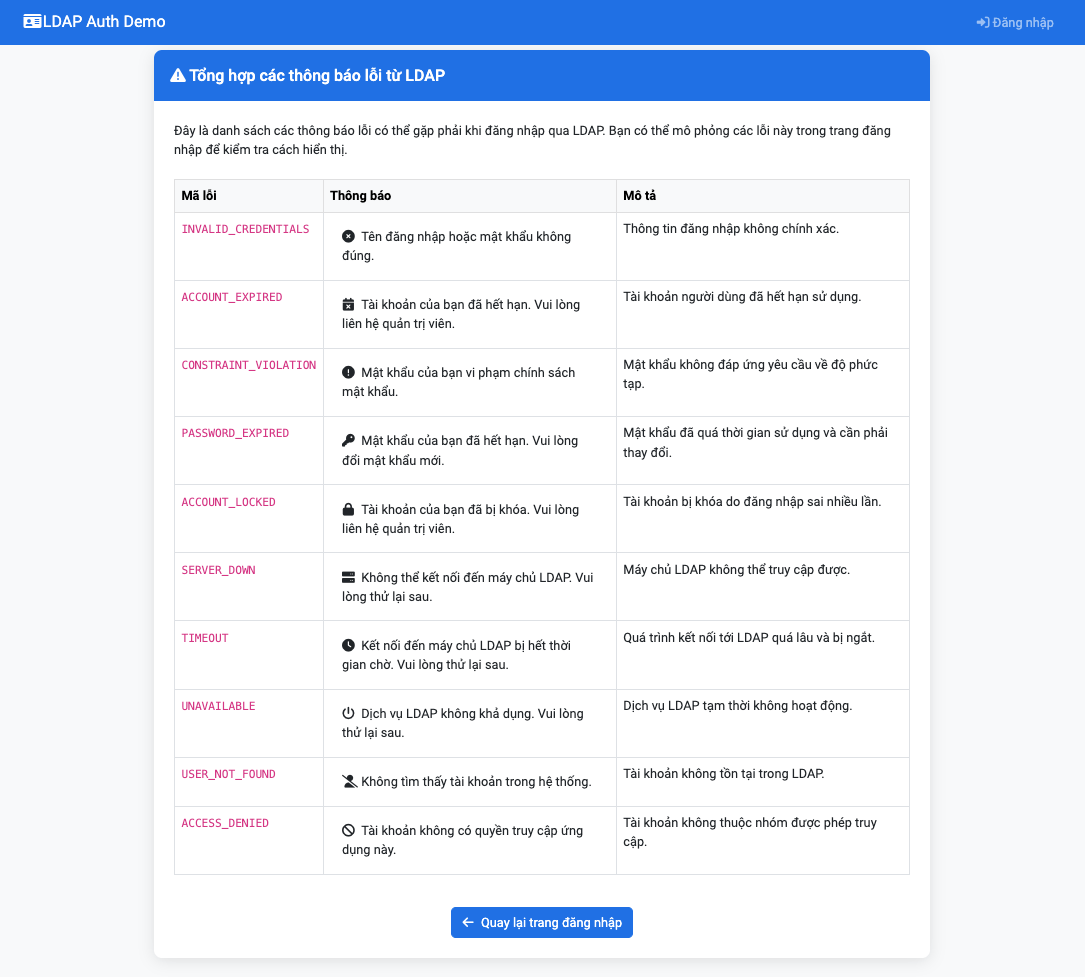 LDAP Auth Demo
Đăng nhập
Tổng hợp các thông báo lỗi từ LDAP
Đây là danh sách các thông báo lỗi có thể gặp phải khi đăng nhập qua LDAP. Bạn có thể mô phỏng các lỗi này trong trang đăng
nhập để kiểm tra cách hiển thị.
Mã lỗi
Thông báo
Mô tả
INVALID_CREDENTIALS
Tên đăng nhập hoặc mật khẩu không
đúng.
Thông tin đăng nhập không chính xác.
ACCOUNT_EXPIRED
Tài khoản của bạn đã hết hạn. Vui lòng
liên hệ quản trị viên.
Tài khoản người dùng đã hết hạn sử dụng.
CONSTRAINT_VIOLATION
Mật khẩu của bạn vi phạm chính sách
mật khẩu.
Mật khẩu không đáp ứng yêu cầu về độ phức
tạp.
PASSWORD_EXPIRED
Mật khẩu của bạn đã hết hạn. Vui lòng
đổi mật khẩu mới.
Mật khẩu đã quá thời gian sử dụng và cần phải
thay đổi.
ACCOUNT_LOCKED
Tài khoản của bạn đã bị khóa. Vui lòng
liên hệ quản trị viên.
Tài khoản bị khóa do đăng nhập sai nhiều lần.
SERVER_DOWN
Không thể kết nối đến máy chủ LDAP. Vui
lòng thử lại sau.
Máy chủ LDAP không thể truy cập được.
TIMEOUT
Kết nối đến máy chủ LDAP bị hết thời
gian chờ. Vui lòng thử lại sau.
Quá trình kết nối tới LDAP quá lâu và bị ngắt.
UNAVAILABLE
Dịch vụ LDAP không khả dụng. Vui lòng
thử lại sau.
Dịch vụ LDAP tạm thời không hoạt động.
USER_NOT_FOUND
Không tìm thấy tài khoản trong hệ thống.
Tài khoản không tồn tại trong LDAP.
ACCESS_DENIED
Tài khoản không có quyền truy cập ứng
dụng này.
Tài khoản không thuộc nhóm được phép truy
cập.
Quay lại trang đăng nhập